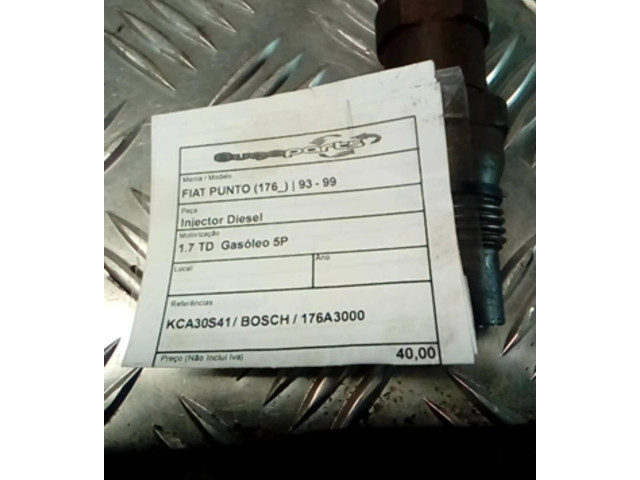 Marca / Modelo
FIAT PUNTO (176_) | 93 - 99
Peça
Injector Diesel
Motorização
1.7 TD Gasóleo 5P
Local
Ano
Referências
KCA30S41 / BOSCH / 176A3000
Preço (Não Inclui Iva)
40,00